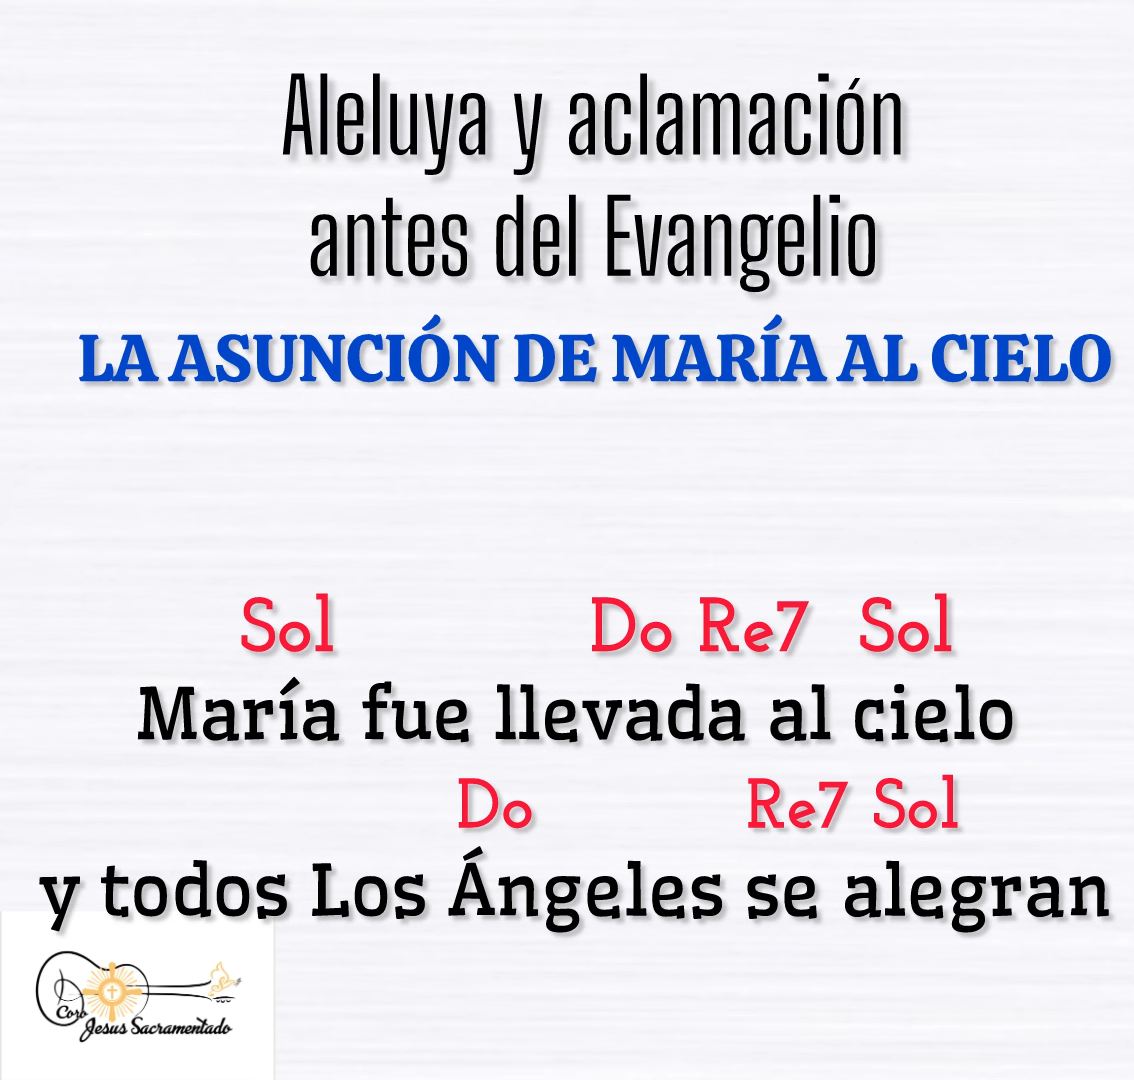 Aleluya y aclamación
antes del Evangelio
LA ASUNCIÓN DE MARÍA AL CIELO
Sol Do Re7 Sol
María fue llevada al cielo
Do Re7 Sol
y todos Los Ángeles se alegran
Coro
Jesus Sacramentado